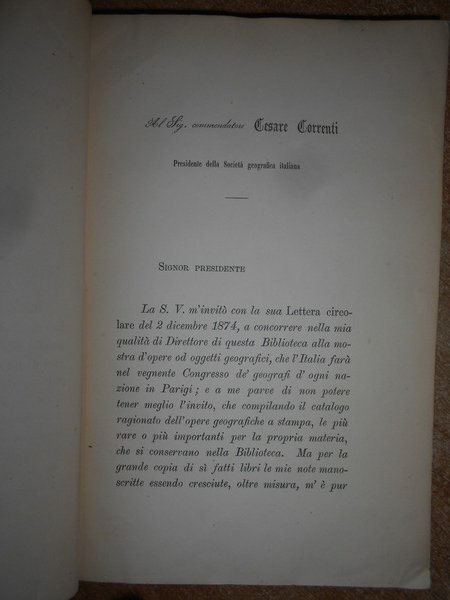 Al Sig. commendatore Cesare Correnti
Presidente della Società geografica italiana
Signor presidente
La S. V. m'invitò con la sua Lettera circo-
lare del 2 dicembre 1874, a concorrere nella mia
qualità di Direttore di questa Biblioteca alla mo-
stra d'opere od oggetti geografici, che l'Italia farà
nel vegnente Congresso de' geografi d'ogni na-
zione in Parigi; e a me parve di non potere
tener meglio l'invito, che compilando il catalogo
ragionato dell'opere geografiche a stampa, le più
rare o più importanti per la propria materia,
che si conservano nella Biblioteca. Ma per la
grande copia di sì fatti libri le mie note mano-
scritte essendo cresciute, oltre misura, m'è pur